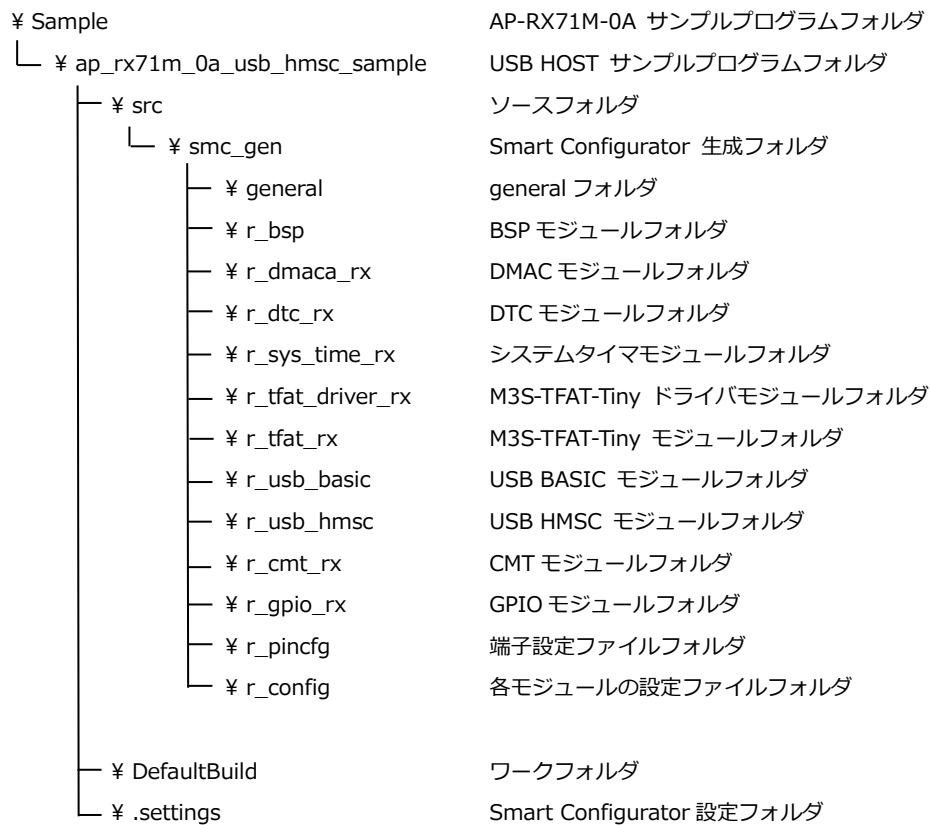 ¥ Sample AP-RX71M-0A サンプルプログラムフォルダ
¥ ap_rx71m_0a_usb_hmsc_sample USB HOST サンプルプログラムフォルダ
¥ src ソースフォルダ
¥ smc_gen Smart Configurator 生成フォルダ
¥ general general フォルダ
¥ r_bsp BSP モジュールフォルダ
¥ r_dmaca_rx DMAC モジュールフォルダ
¥ r_dtc_rx DTC モジュールフォルダ
¥ r_sys_time_rx システムタイマモジュールフォルダ
¥ r_tfat_driver_rx M3S-TFAT-Tiny ドライバモジュールフォルダ
¥ r_tfat_rx M3S-TFAT-Tiny モジュールフォルダ
¥ r_usb_basic USB BASIC モジュールフォルダ
¥ r_usb_hmsc USB HMSC モジュールフォルダ
¥ r_cmt_rx CMT モジュールフォルダ
¥ r_gpio_rx GPIO モジュールフォルダ
¥ r_pincfg 端子設定ファイルフォルダ
¥ r_config 各モジュールの設定ファイルフォルダ
¥ DefaultBuild ワークフォルダ
¥ .settings Smart Configurator 設定フォルダ